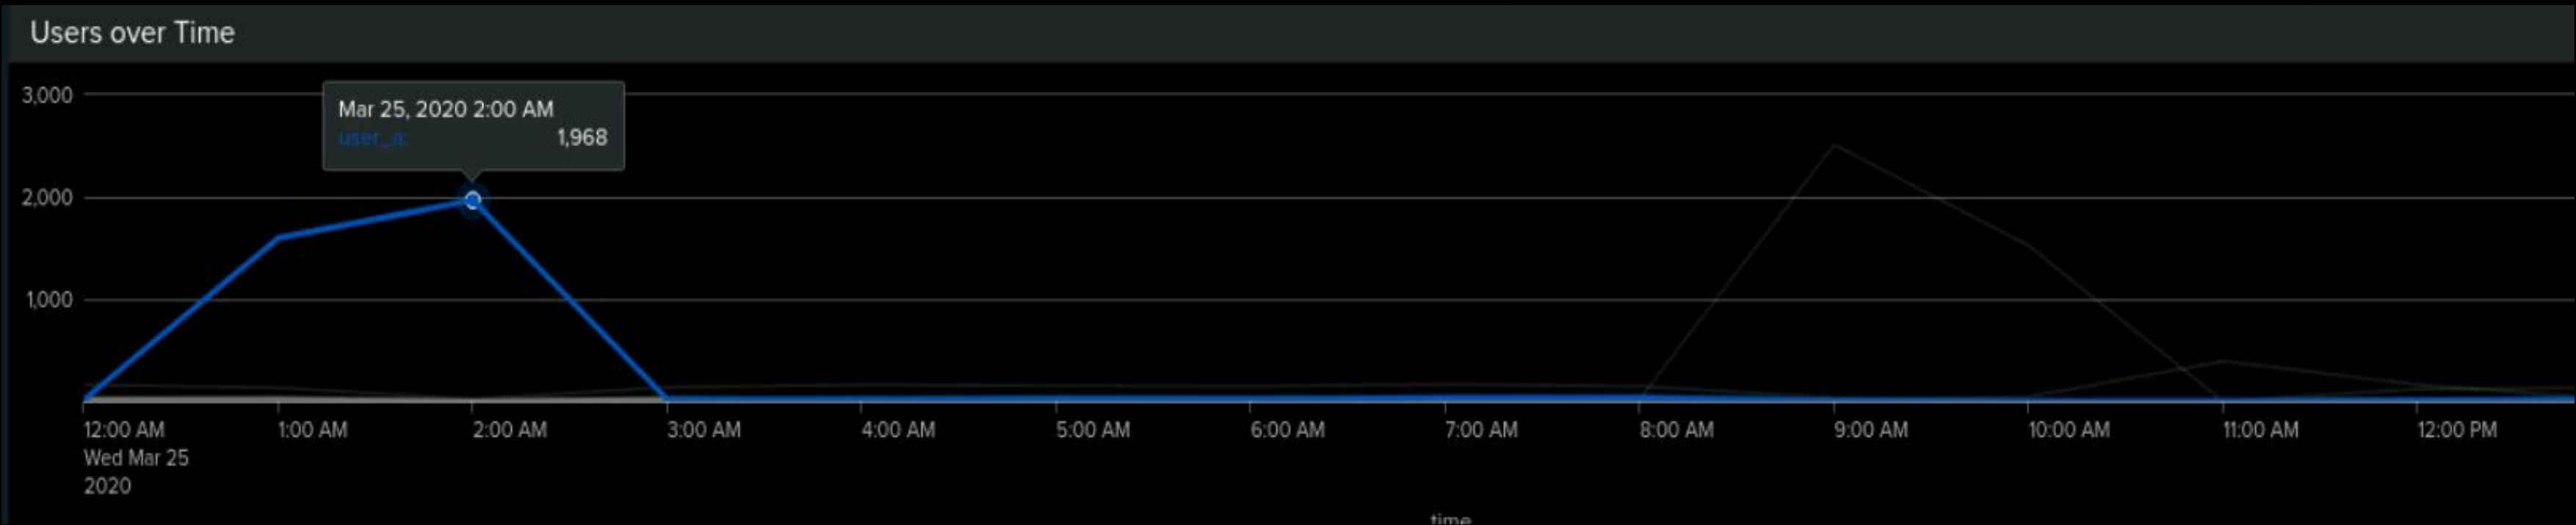 Users over Time
3,000
Mar 25, 2020 2:00 AM
user_a: 1,968
2,000
1,000
12:00 AM 1:00 AM 2:00 AM 3:00 AM 4:00 AM 5:00 AM 6:00 AM 7:00 AM 8:00 AM 9:00 AM 10:00 AM 11:00 AM 12:00 PM
Wed Mar 25
2020
time